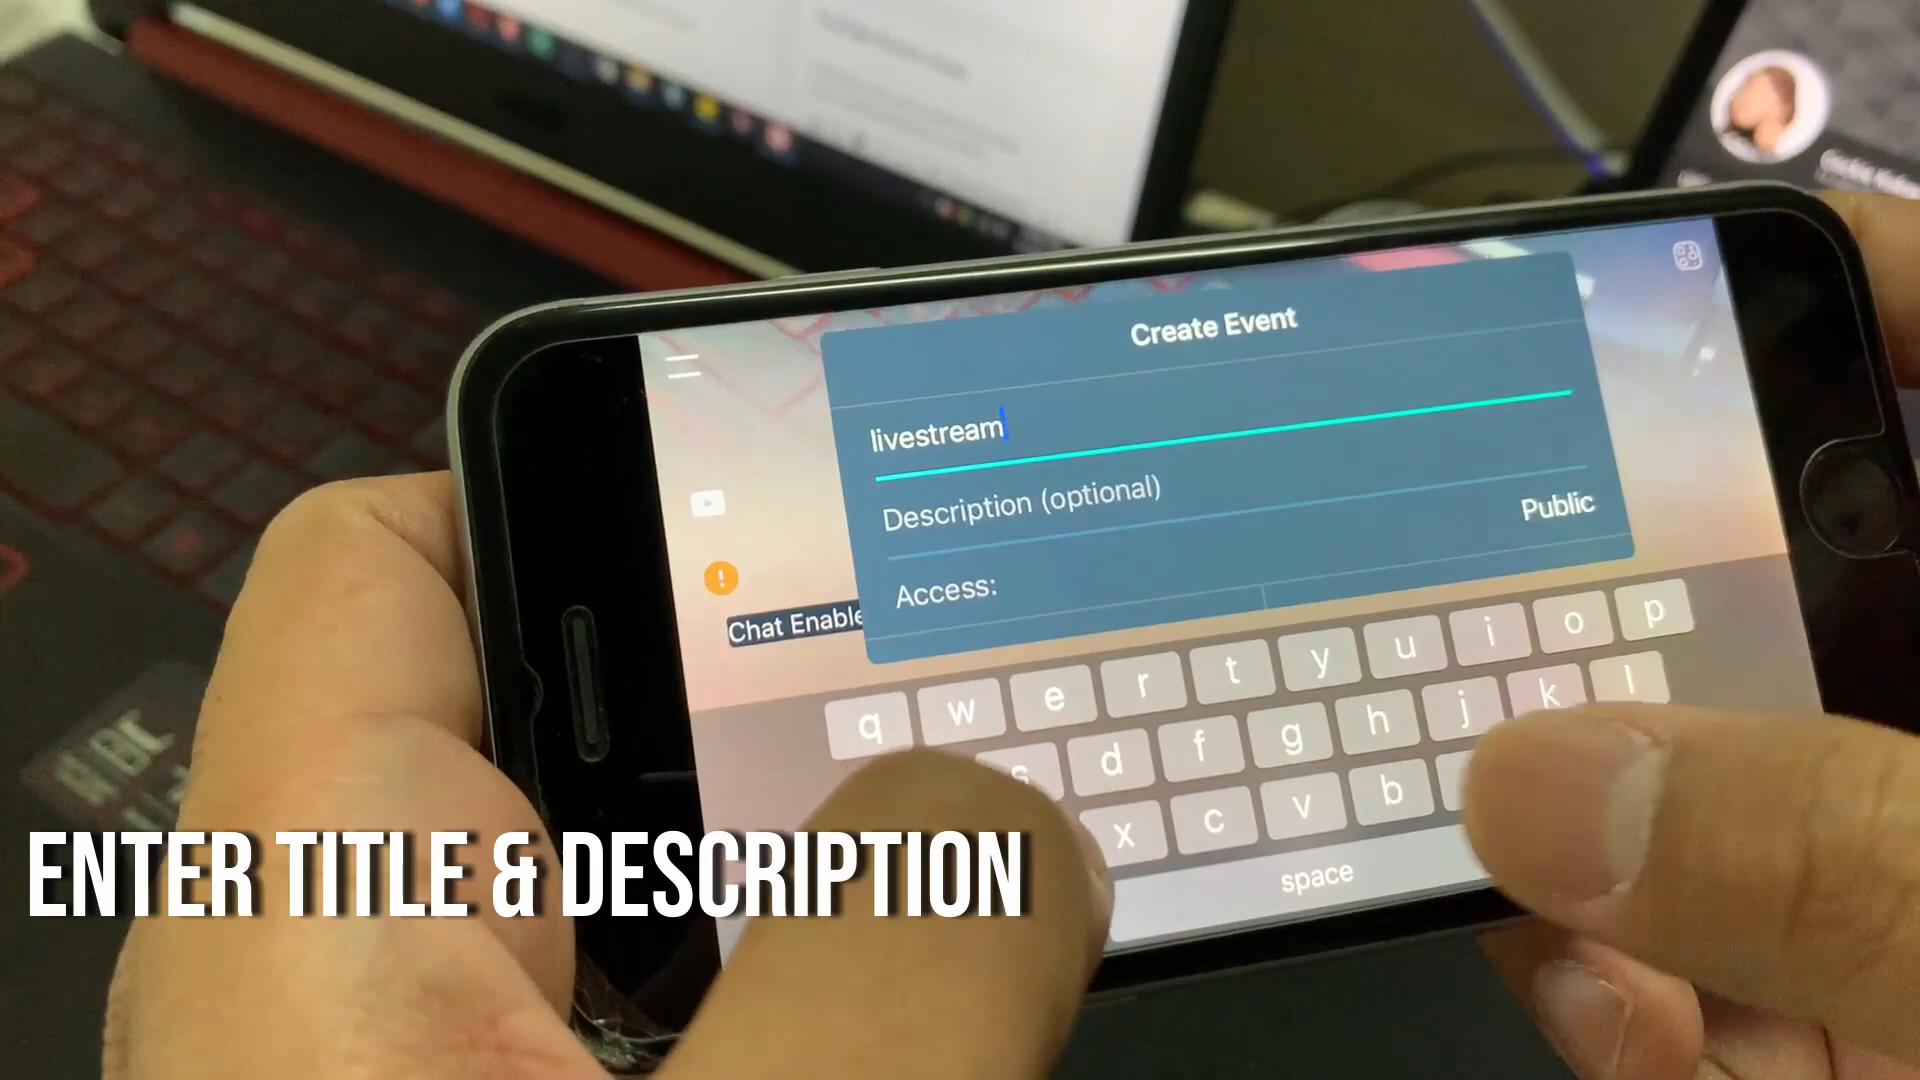 Create Event
livestream
Description (optional)
Public
Access:
Chat Enable
q w e r t y u i o p
s d f g h j k l
x c v b
space
ENTER TITLE & DESCRIPTION